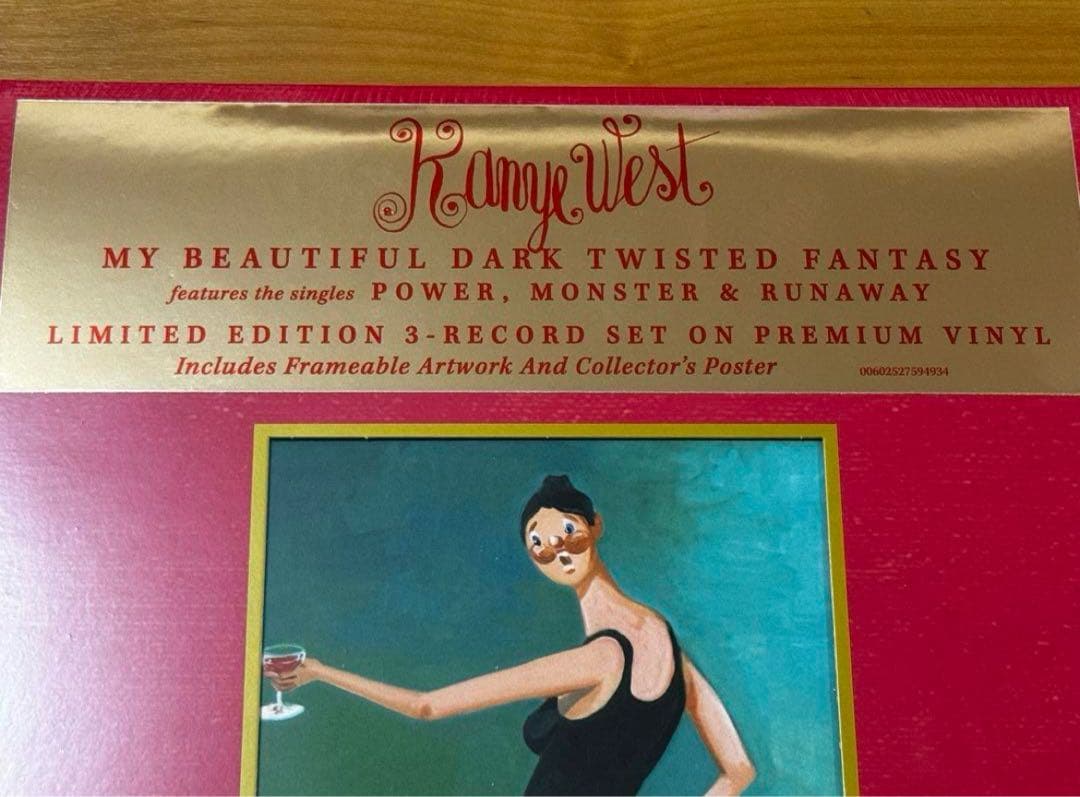 Kanye West
MY BEAUTIFUL DARK TWISTED FANTASY
features the singles POWER, MONSTER & RUNAWAY
LIMITED EDITION 3-RECORD SET ON PREMIUM VINYL
Includes Frameable Artwork And Collector's Poster 00602527594934